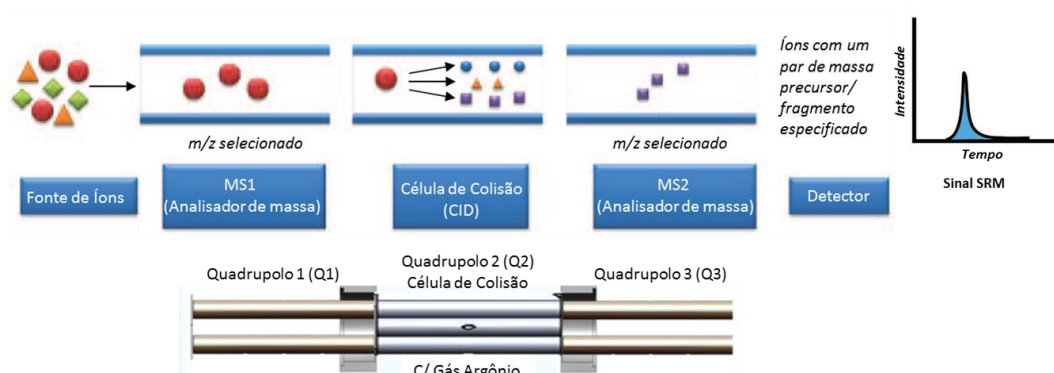 Íons com um
par de massa
precursor/
fragmento
especificado
Intensidade
Tempo
Sinal SRM
m/z selecionado
m/z selecionado
Fonte de Íons
MS1
(Analisador de massa)
Célula de Colisão
(CID)
MS2
(Analisador de massa)
Detector
Quadrupolo 1 (Q1)
Quadrupolo 2 (Q2)
Célula de Colisão
Quadrupolo 3 (Q3)
C/ Gás Argônio